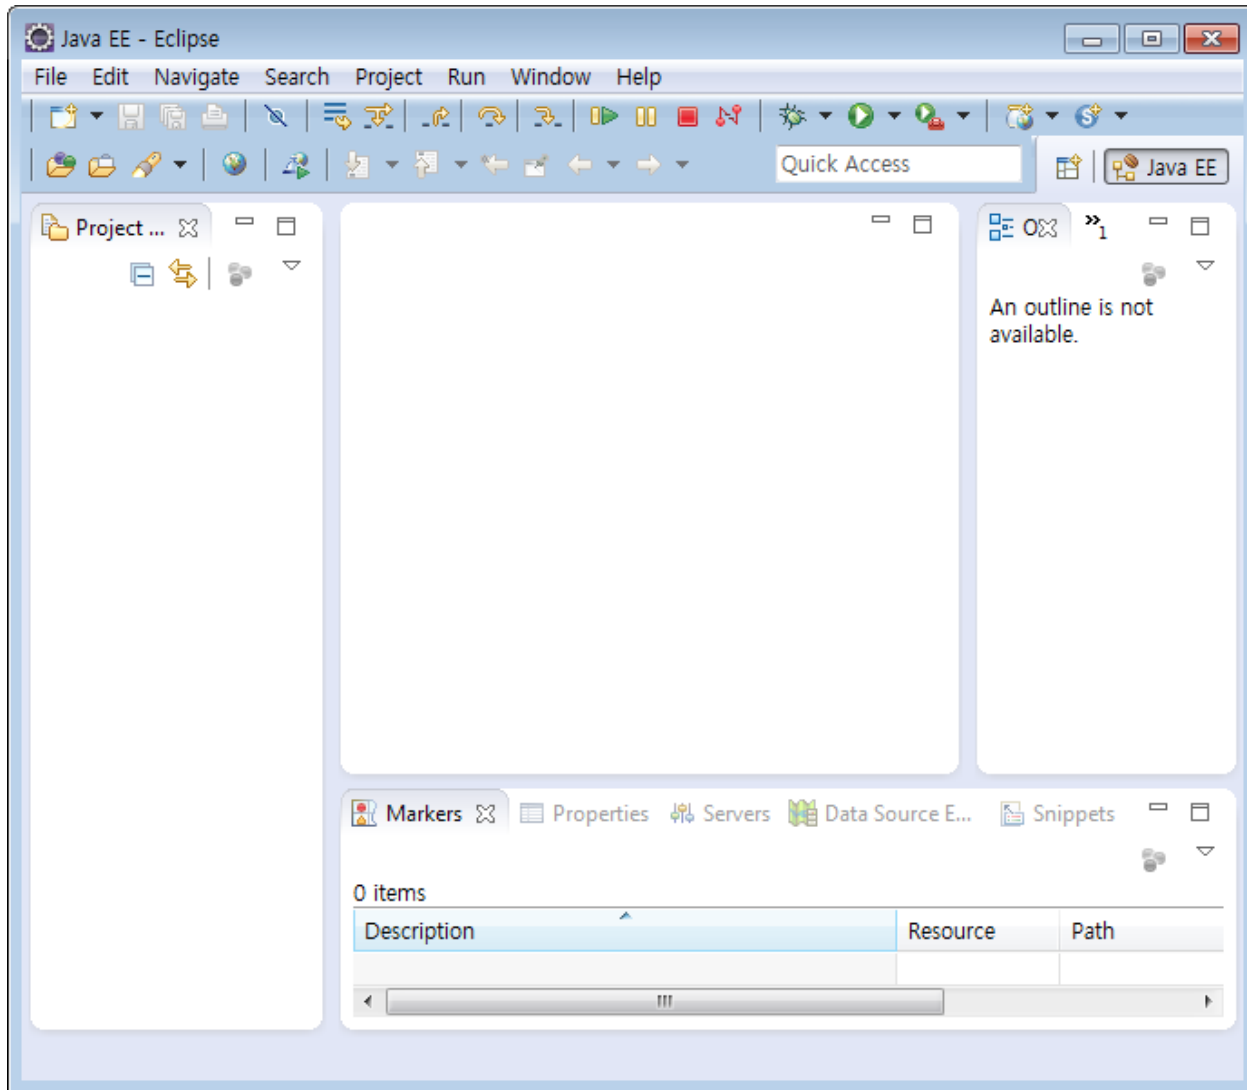 Java EE - Eclipse
File Edit Navigate Search Project Run Window Help
Quick Access
Java EE
Project ...
O
»1
An outline is not
available.
Markers Properties Servers Data Source E... Snippets
0 items
Description Resource Path